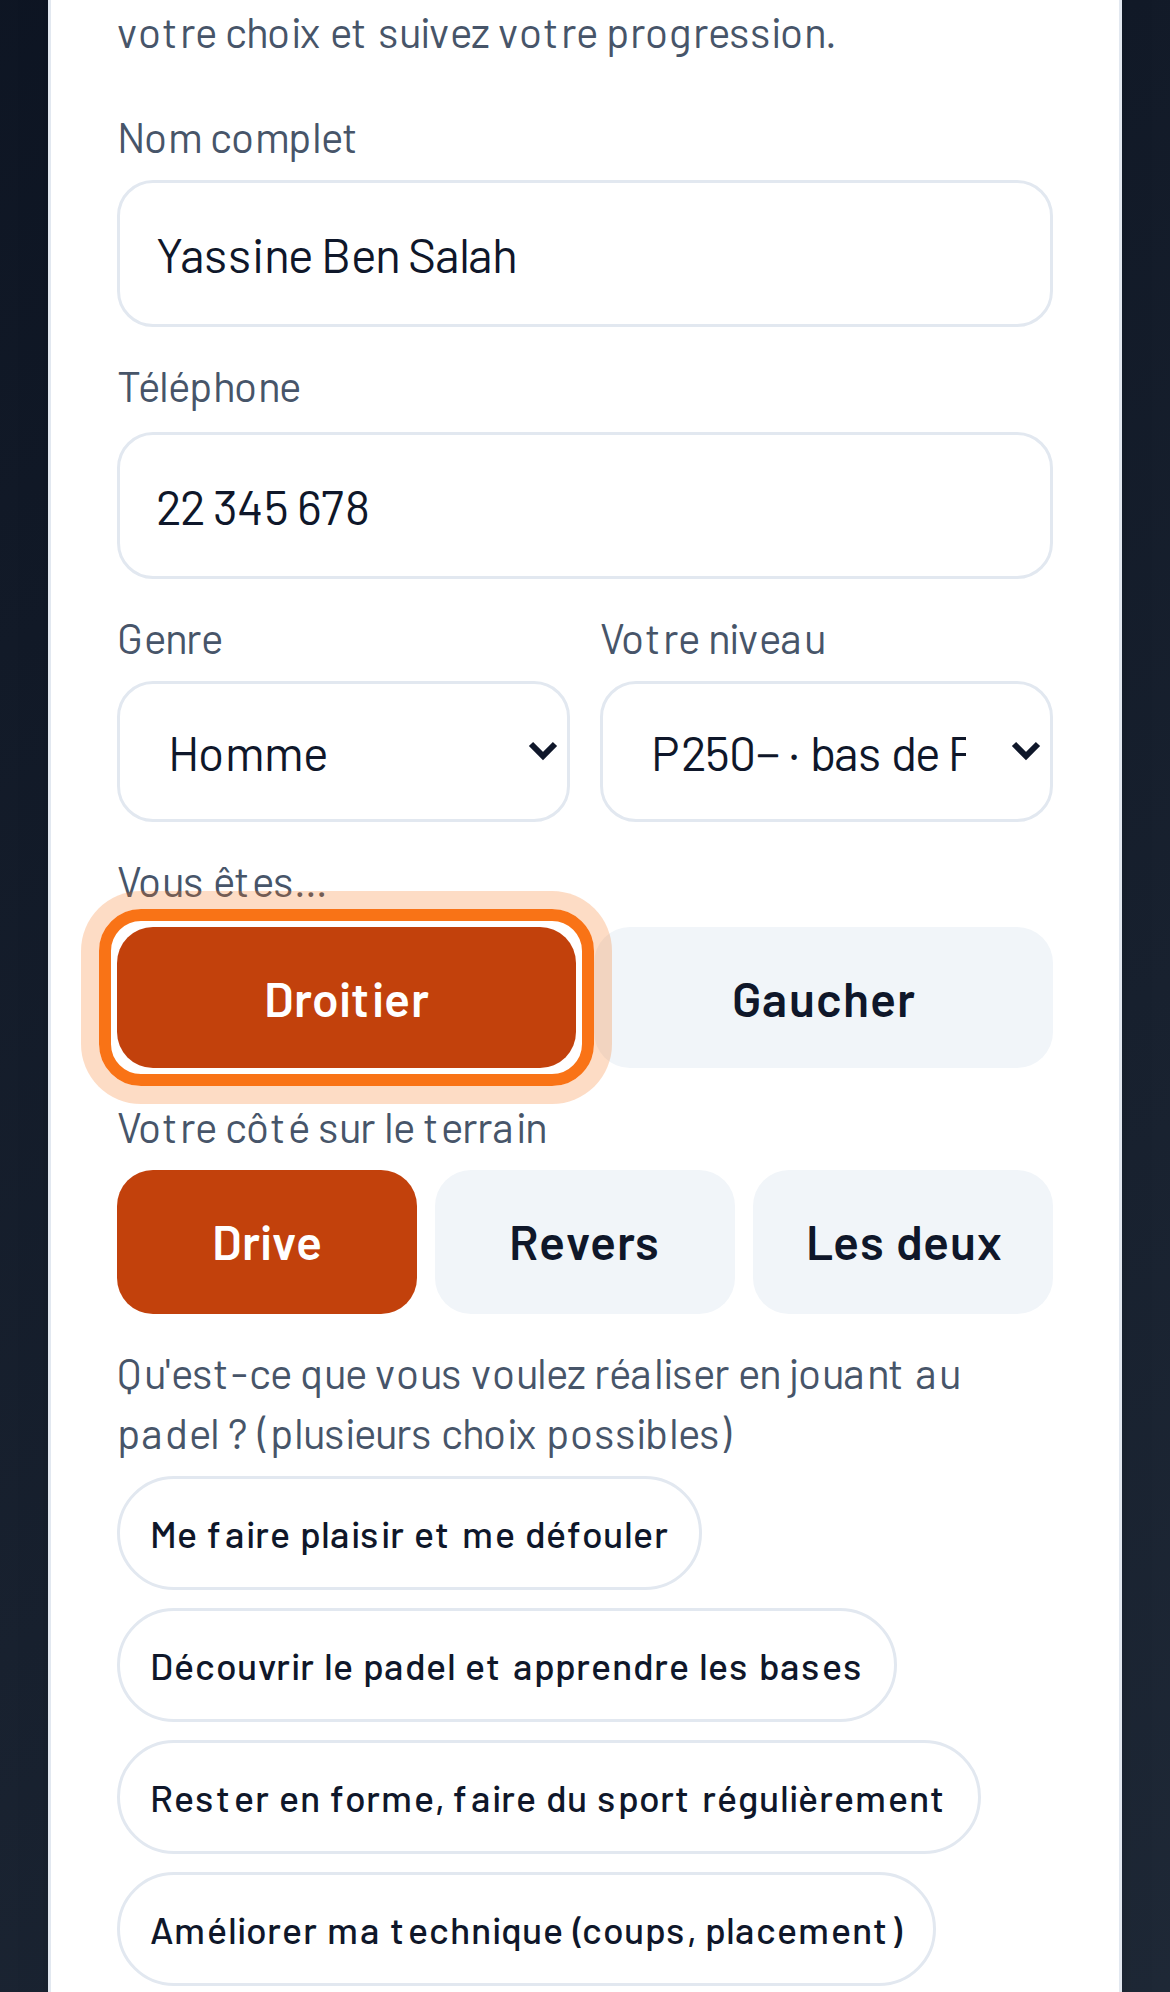 votre choix et suivez votre progression.
Nom complet
Yassine Ben Salah
Téléphone
22 345 678
Genre
Votre niveau
Homme
P250– · bas de
Vous êtes...
Droitier
Gaucher
Votre côté sur le terrain
Drive
Revers
Les deux
Qu'est-ce que vous voulez réaliser en jouant au
padel ? (plusieurs choix possibles)
Me faire plaisir et me défouler
Découvrir le padel et apprendre les bases
Rester en forme, faire du sport régulièrement
Améliorer ma technique (coups, placement)